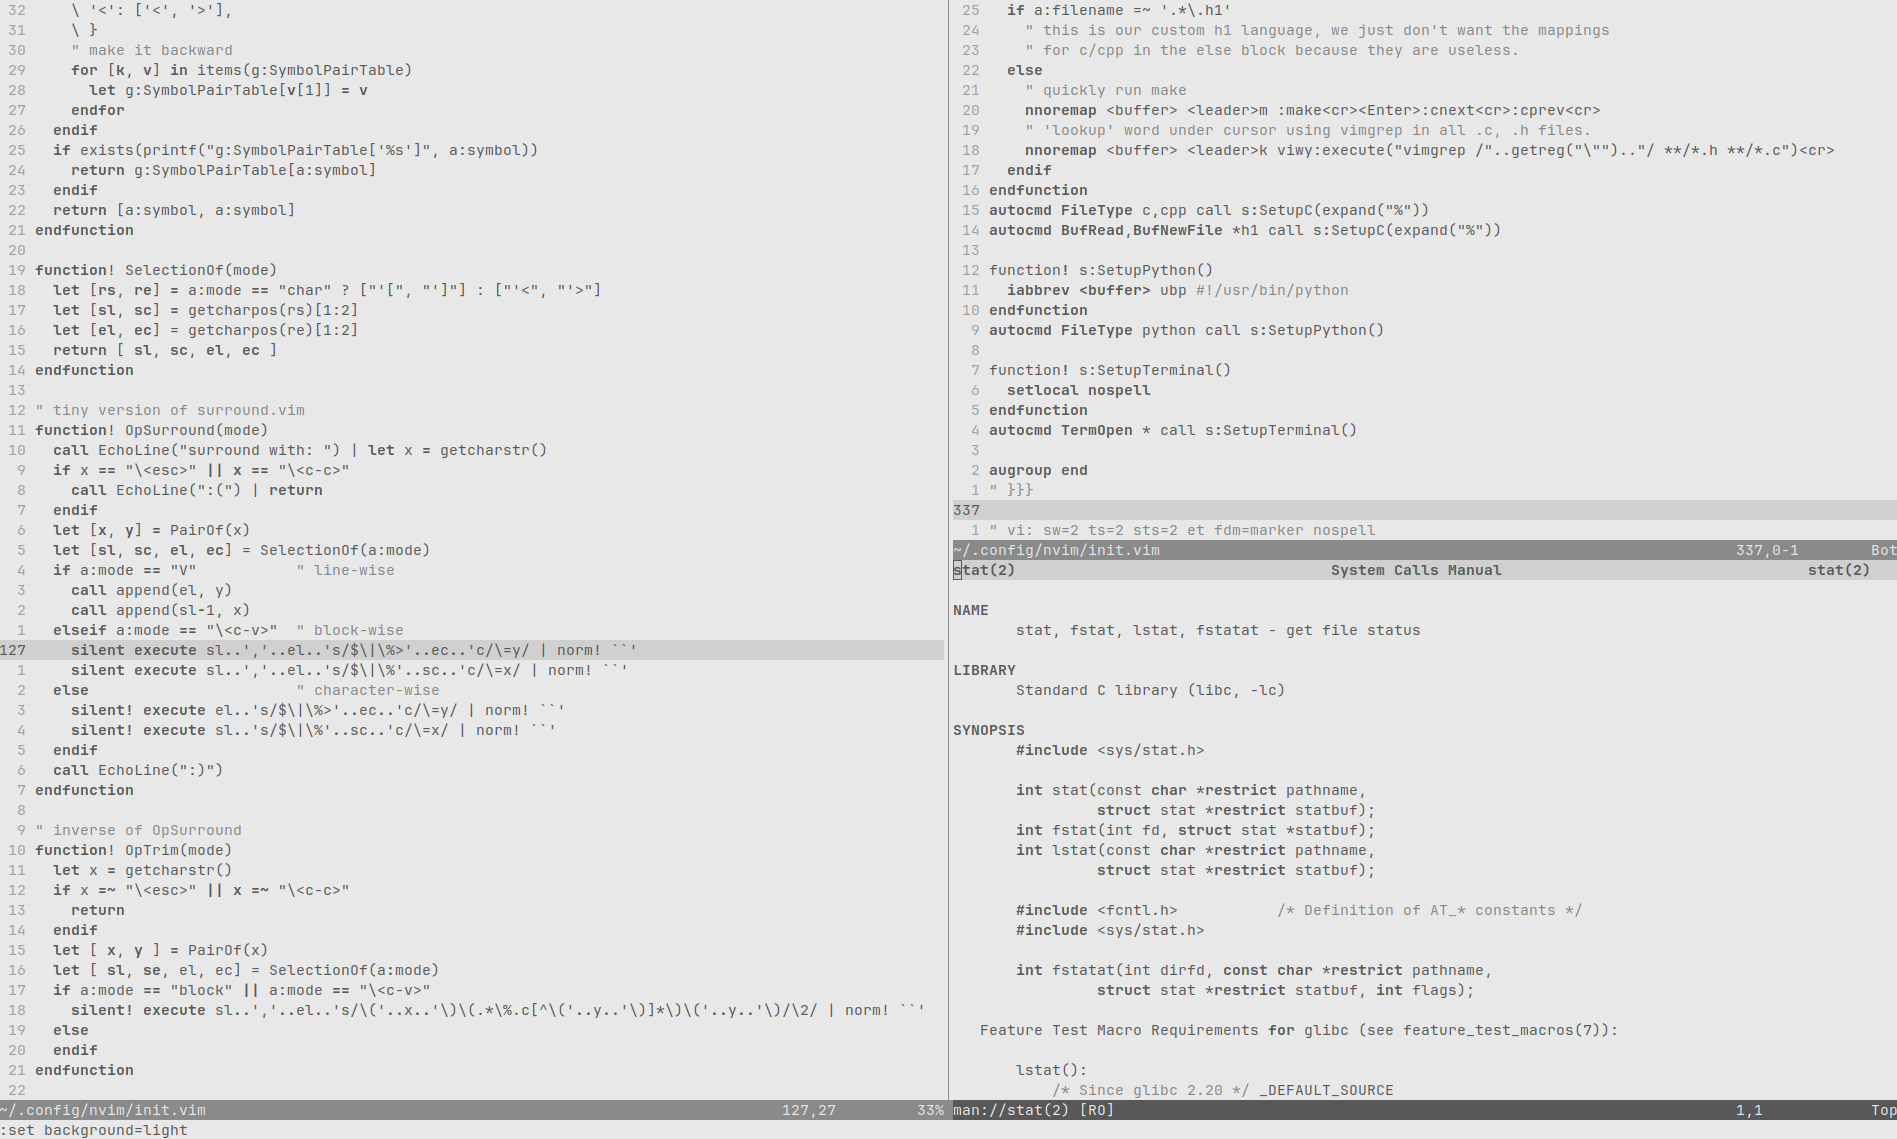 32     \ '<': ['<', '>'],
31     \ }
30     " make it backward
29     for [k, v] in items(g:SymbolPairTable)
28       let g:SymbolPairTable[v[1]] = v
27     endfor
26   endif
25   if exists(printf("g:SymbolPairTable['%s']", a:symbol))
24     return g:SymbolPairTable[a:symbol]
23   endif
22   return [a:symbol, a:symbol]
21 endfunction
20
19 function! SelectionOf(mode)
18   let [rs, re] = a:mode == "char" ? ["'[", "']"] : ["'<", "'>"]
17   let [sl, sc] = getcharpos(rs)[1:2]
16   let [el, ec] = getcharpos(re)[1:2]
15   return [ sl, sc, el, ec ]
14 endfunction
13
12 " tiny version of surround.vim
11 function! OpSurround(mode)
10   call EchoLine("surround with: ") | let x = getcharstr()
9   if x == "\<esc>" || x == "\<c-c>"
8     call EchoLine(":(") | return
7   endif
6   let [x, y] = PairOf(x)
5   let [sl, sc, el, ec] = SelectionOf(a:mode)
4   if a:mode == "V"           " line-wise
3     call append(el, y)
2     call append(sl-1, x)
1   elseif a:mode == "\<c-v>"  " block-wise
127     silent execute sl..','..el..'s/$\|\%>'..ec..'c/\=y/ | norm! ``'
1     silent execute sl..','..el..'s/$\|\%'..sc..'c/\=x/ | norm! ``'
2   else                       " character-wise
3     silent! execute el..'s/$\|\%>'..ec..'c/\=y/ | norm! ``'
4     silent! execute sl..'s/$\|\%'..sc..'c/\=x/ | norm! ``'
5   endif
6   call EchoLine(":)")
7 endfunction
8
9 " inverse of OpSurround
10 function! OpTrim(mode)
11   let x = getcharstr()
12   if x =~ "\<esc>" || x =~ "\<c-c>"
13     return
14   endif
15   let [ x, y ] = PairOf(x)
16   let [ sl, se, el, ec] = SelectionOf(a:mode)
17   if a:mode == "block" || a:mode == "\<c-v>"
18     silent! execute sl..','..el..'s/\('..x..'\)\(.*\%.c[^\('..y..'\)]*\)\('..y..'\)/\2/ | norm! ``'
19   else
20   endif
21 endfunction
22
~/.config/nvim/init.vim 127,27 33%
:set background=light
25   if a:filename =~ '.*\.h1'
24     " this is our custom h1 language, we just don't want the mappings
23     " for c/cpp in the else block because they are useless.
22   else
21     " quickly run make
20     nnoremap <buffer> <leader>m :make<cr><Enter>:cnext<cr>:cprev<cr>
19     " 'lookup' word under cursor using vimgrep in all .c, .h files.
18     nnoremap <buffer> <leader>k viwy:execute("vimgrep /"..getreg("\"").."/ **/*.h **/*.c")<cr>
17   endif
16 endfunction
15 autocmd FileType c,cpp call s:SetupC(expand("%"))
14 autocmd BufRead,BufNewFile *h1 call s:SetupC(expand("%"))
13
12 function! s:SetupPython()
11   iabbrev <buffer> ubp #!/usr/bin/python
10 endfunction
9 autocmd FileType python call s:SetupPython()
8
7 function! s:SetupTerminal()
6   setlocal nospell
5 endfunction
4 autocmd TermOpen * call s:SetupTerminal()
3
2 augroup end
1 " }}}
337
1 " vi: sw=2 ts=2 sts=2 et fdm=marker nospell
~/.config/nvim/init.vim 337,0-1 Bot
stat(2) System Calls Manual stat(2)
NAME
stat, fstat, lstat, fstatat - get file status
LIBRARY
Standard C library (libc, -lc)
SYNOPSIS
#include <sys/stat.h>
int stat(const char *restrict pathname,
struct stat *restrict statbuf);
int fstat(int fd, struct stat *statbuf);
int lstat(const char *restrict pathname,
struct stat *restrict statbuf);
#include <fcntl.h>           /* Definition of AT_* constants */
#include <sys/stat.h>
int fstatat(int dirfd, const char *restrict pathname,
struct stat *restrict statbuf, int flags);
Feature Test Macro Requirements for glibc (see feature_test_macros(7)):
lstat():
/* Since glibc 2.20 */ _DEFAULT_SOURCE
man://stat(2) [RO] 1,1 Top